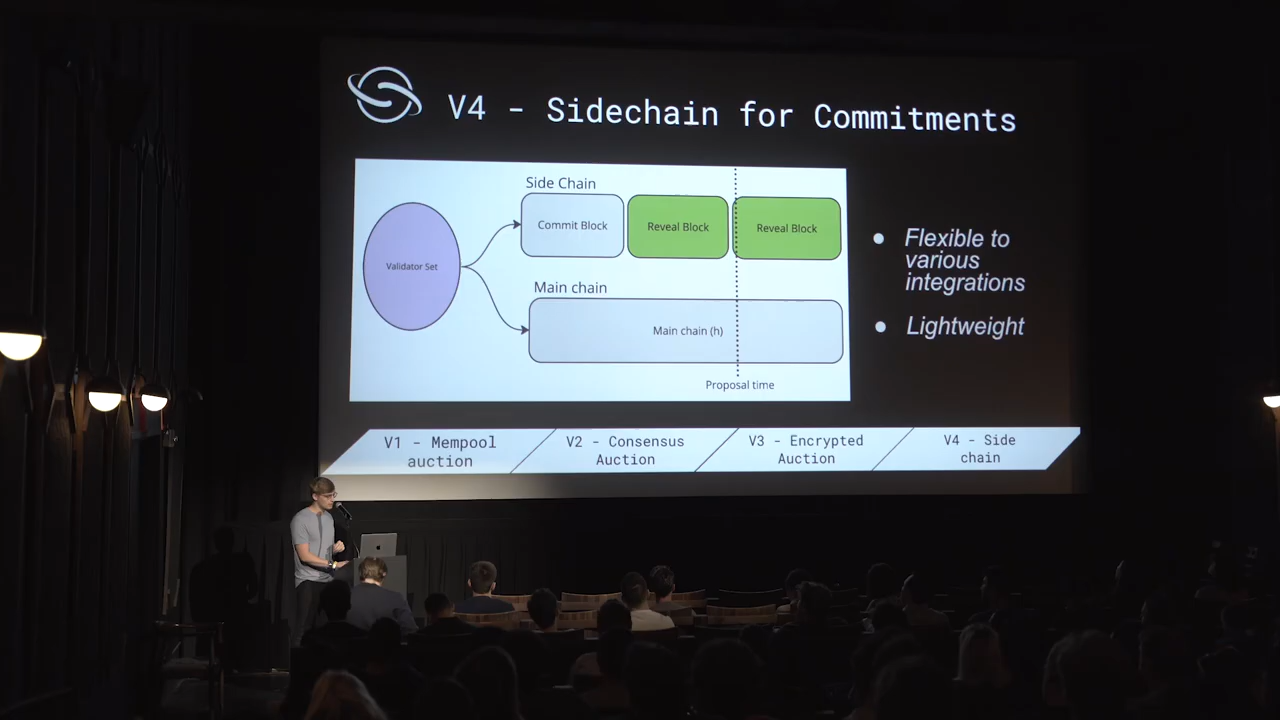 V4 - Sidechain for Commitments
Side Chain
Commit Block
Reveal Block
Reveal Block
Validator Set
Main chain
Main chain (h)
Proposal time
• Flexible to
various
integrations
• Lightweight
V1 - Mempool
auction
V2 - Consensus
Auction
V3 - Encrypted
Auction
V4 - Side
chain